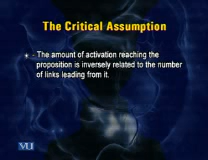 The Critical Assumption
- The amount of activation reaching the
proposition is inversely related to the number
of links leading from it.
VU